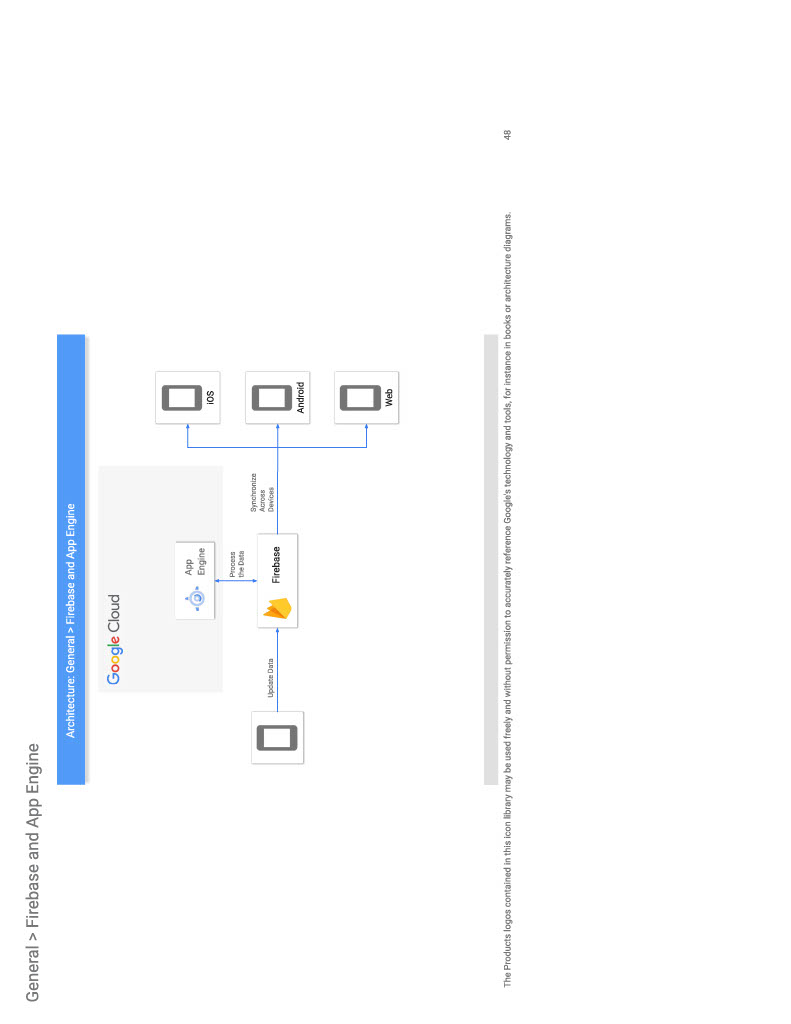 General > Firebase and App Engine
Architecture: General > Firebase and App Engine
Google Cloud
App
Engine
Process
the Data
Update Data
Firebase
Synchronize
Across
Devices
iOS
Android
Web
The Products logos contained in this icon library may be used freely and without permission to accurately reference Google's technology and tools, for instance in books or architecture diagrams.
48